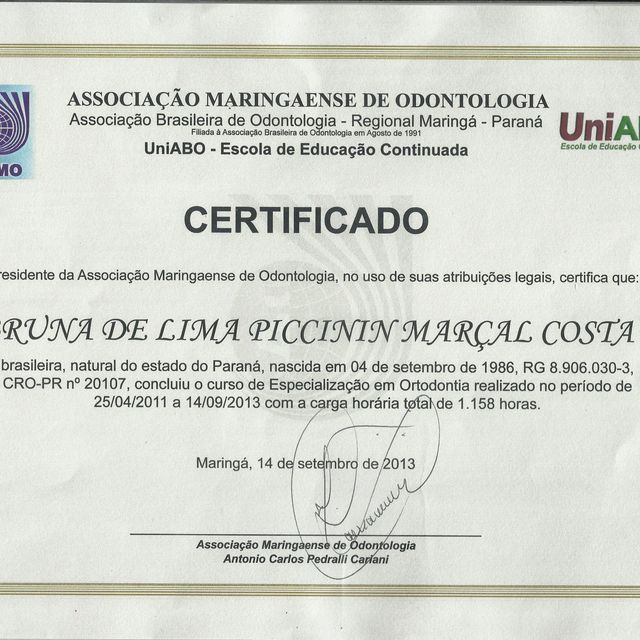 ASSOCIAÇÃO MARINGAENSE DE ODONTOLOGIA
Associação Brasileira de Odontologia - Regional Maringá - Paraná
Filiada à Associação Brasileira de Odontologia em Agosto de 1991
UniABO - Escola de Educação Continuada
MO
UniAB
Escola de Educação C
CERTIFICADO
residente da Associação Maringaense de Odontologia, no uso de suas atribuições legais, certifica que:
BRUNA DE LIMA PICCININ MARÇAL COSTA
brasileira, natural do estado do Paraná, nascida em 04 de setembro de 1986, RG 8.906.030-3,
CRO-PR nº 20107, concluiu o curso de Especialização em Ortodontia realizado no período de
25/04/2011 a 14/09/2013 com a carga horária total de 1.158 horas.
Maringá, 14 de setembro de 2013
Associação Maringaense de Odontologia
Antonio Carlos Pedralli Cariani